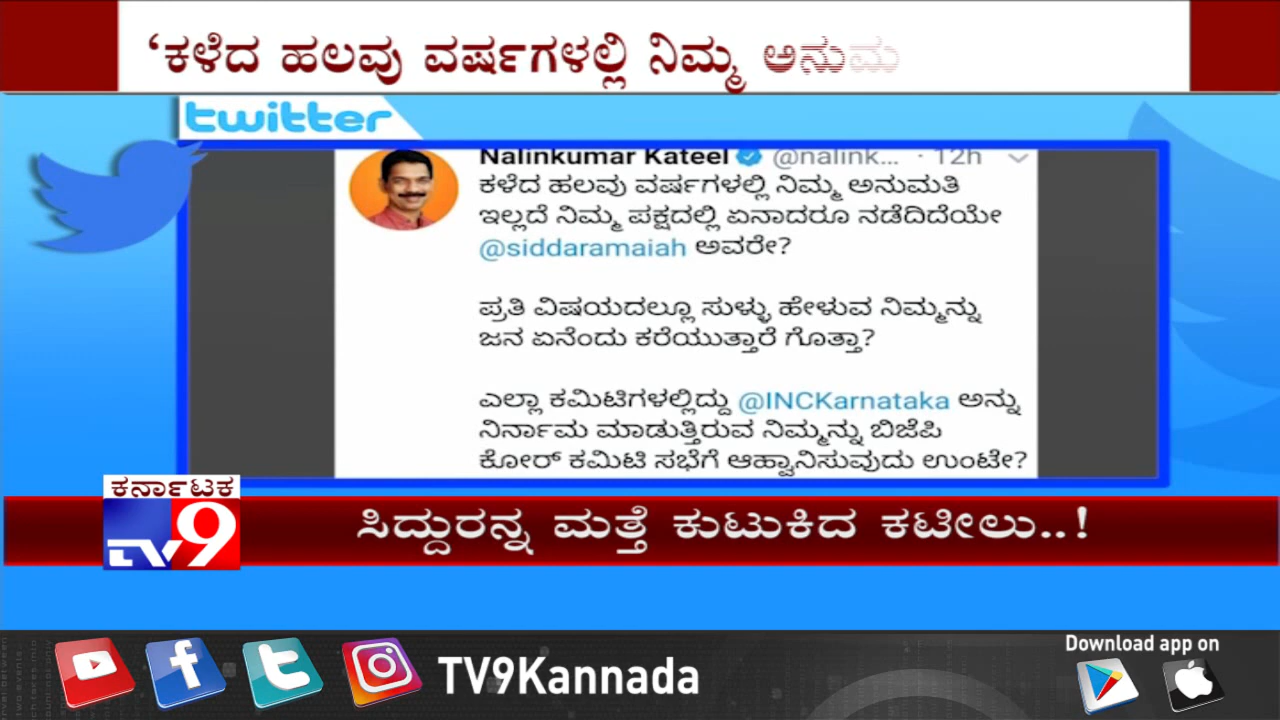 ‘ಕಳೆದ ಹಲವು ವರ್ಷಗಳಲ್ಲಿ ನಿಮ್ಮ ಅನುಮ
twitter
Nalinkumar Kateel @nalink... · 12h
ಕಳೆದ ಹಲವು ವರ್ಷಗಳಲ್ಲಿ ನಿಮ್ಮ ಅನುಮತಿ
ಇಲ್ಲದೆ ನಿಮ್ಮ ಪಕ್ಷದಲ್ಲಿ ಏನಾದರೂ ನಡೆದಿದೆಯೇ
@siddaramaiah ಅವರೇ?
ಪ್ರತಿ ವಿಷಯದಲ್ಲೂ ಸುಳ್ಳು ಹೇಳುವ ನಿಮ್ಮನ್ನು
ಜನ ಏನೆಂದು ಕರೆಯುತ್ತಾರೆ ಗೊತ್ತಾ?
ಎಲ್ಲಾ ಕಮಿಟಿಗಳಲ್ಲಿದ್ದು @INCKarnataka ಅನ್ನು
ನಿರ್ನಾಮ ಮಾಡುತ್ತಿರುವ ನಿಮ್ಮನ್ನು ಬಿಜೆಪಿ
ಕೋರ್ ಕಮಿಟಿ ಸಭೆಗೆ ಆಹ್ವಾನಿಸುವುದು ಉಂಟೇ?
ಕರ್ನಾಟಕ
TV9
ಸಿದ್ದುರನ್ನ ಮತ್ತೆ ಕುಟುಕಿದ ಕಟೀಲು..!
TV9Kannada
Download app on